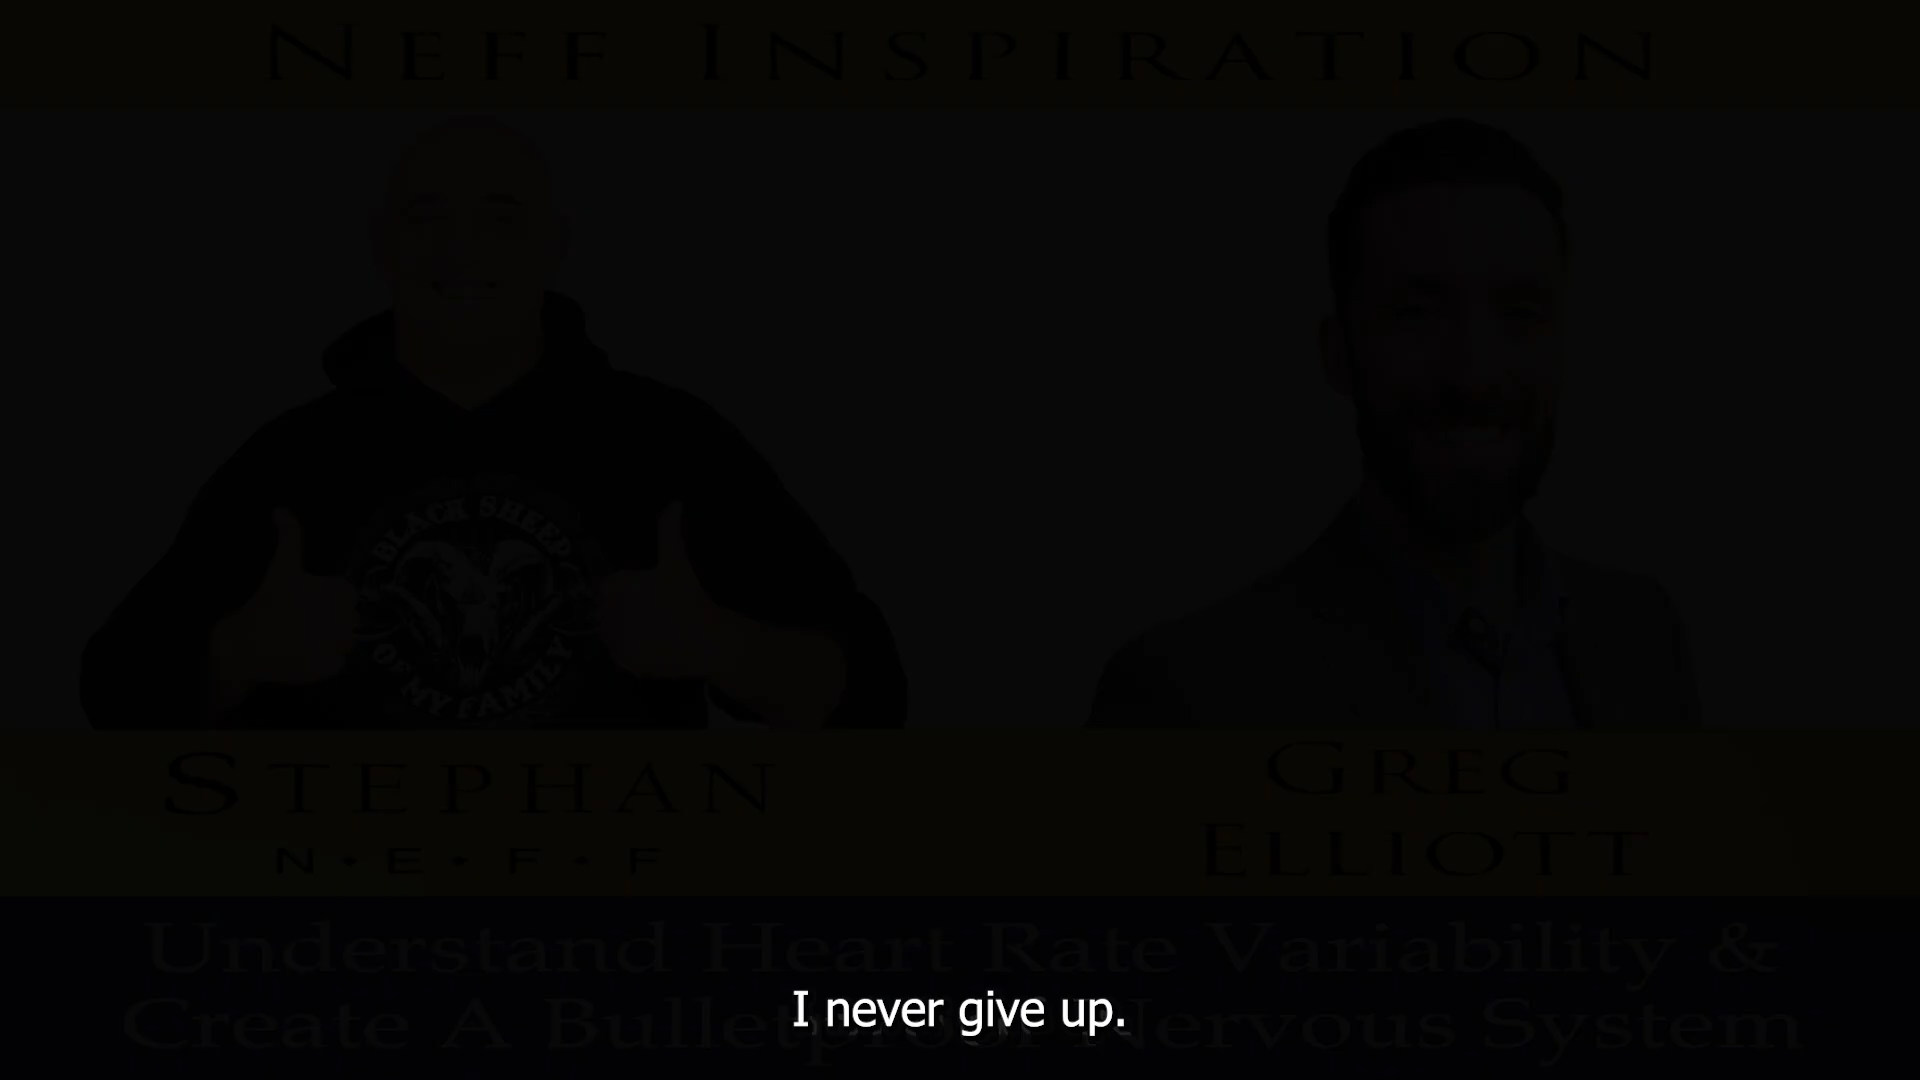 NEFF INSPIRATION
BLACK SHEEP
OF MY FAMILY
STEPHAN
N•E•F•F
GREG
ELLIOTT
Understand Heart Rate Variability &
Create A Bulletproof Nervous System
I never give up.